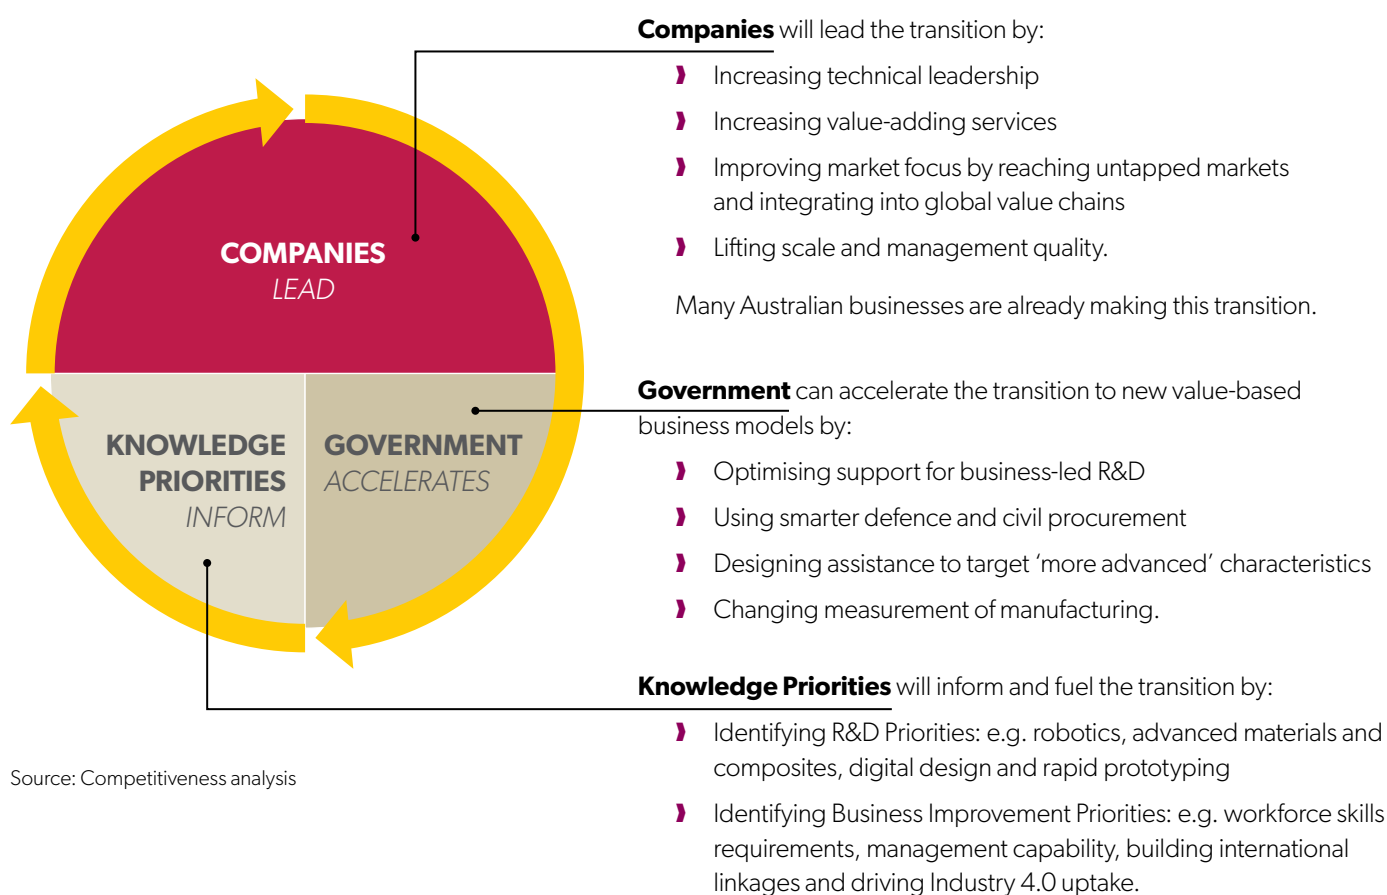 Companies will lead the transition by:
❱ Increasing technical leadership
❱ Increasing value-adding services
❱ Improving market focus by reaching untapped markets
and integrating into global value chains
❱ Lifting scale and management quality.
Many Australian businesses are already making this transition.
COMPANIES
LEAD
KNOWLEDGE
PRIORITIES
INFORM
GOVERNMENT
ACCELERATES
Government can accelerate the transition to new value-based
business models by:
❱ Optimising support for business-led R&D
❱ Using smarter defence and civil procurement
❱ Designing assistance to target ‘more advanced’ characteristics
❱ Changing measurement of manufacturing.
Knowledge Priorities will inform and fuel the transition by:
❱ Identifying R&D Priorities: e.g. robotics, advanced materials and
composites, digital design and rapid prototyping
❱ Identifying Business Improvement Priorities: e.g. workforce skills
requirements, management capability, building international
linkages and driving Industry 4.0 uptake.
Source: Competitiveness analysis